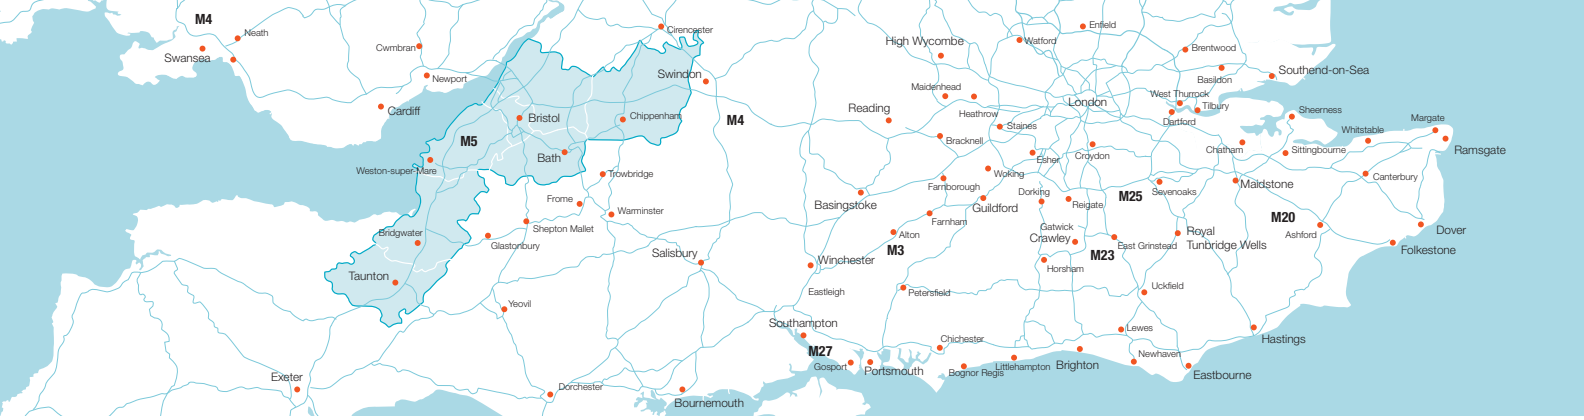 M4
Neath
Swansea
Cwmbran
Newport
Cardiff
Cirencester
Swindon
M4
Bristol
Chippenham
M5
Bath
Weston-super-Mare
Trowbridge
Frome
Warminster
Shepton Mallet
Glastonbury
Bridgwater
Taunton
Salisbury
Yeovil
Exeter
Dorchester
Bournemouth
High Wycombe
Watford
Enfield
Brentwood
Basildon
Southend-on-Sea
Maidenhead
Reading
Heathrow
London
West Thurrock
Tilbury
Dartford
Sheerness
Margate
Whitstable
Ramsgate
Staines
Bracknell
Esher
Croydon
Chatham
Sittingbourne
Canterbury
Woking
Farnborough
Dorking
Sevenoaks
Maidstone
M25
Basingstoke
Guildford
Reigate
Farnham
Alton
M3
Gatwick
Crawley
M23
East Grinstead
Royal
Tunbridge Wells
M20
Ashford
Dover
Folkestone
Winchester
Horsham
Eastleigh
Petersfield
Uckfield
Southampton
M27
Gosport
Portsmouth
Chichester
Bognor Regis
Littlehampton
Brighton
Lewes
Newhaven
Eastbourne
Hastings